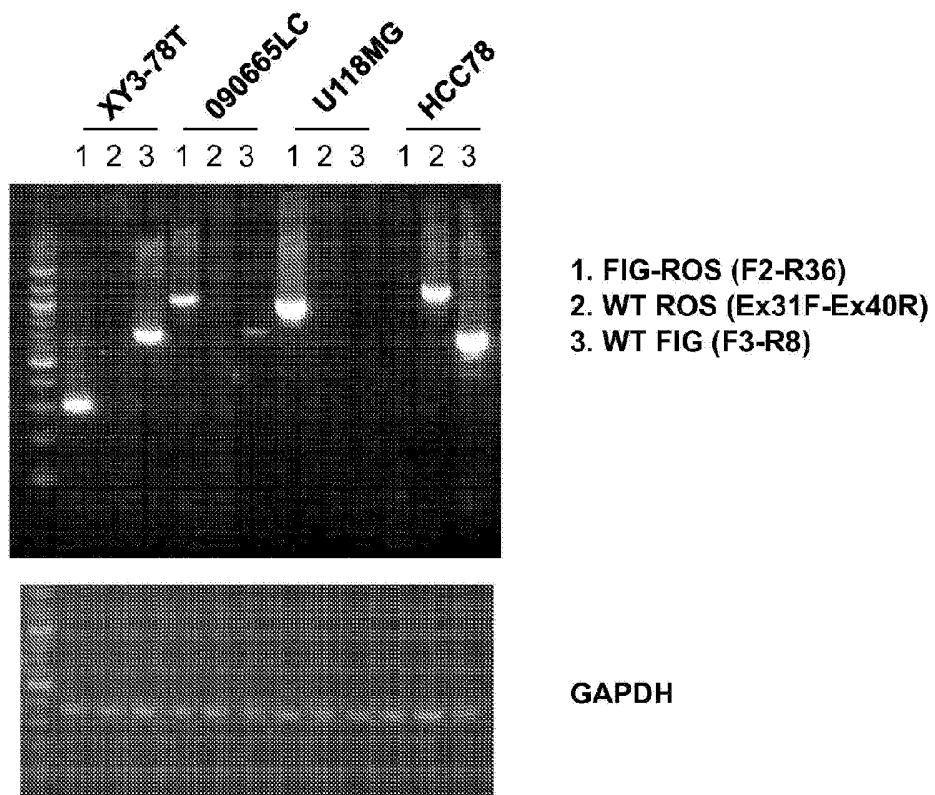 XY3-78T 090665LC U118MG HCC78
1 2 3 1 2 3 1 2 3 1 2 3
1. FIG-ROS (F2-R36)
2. WT ROS (Ex31F-Ex40R)
3. WT FIG (F3-R8)
GAPDH